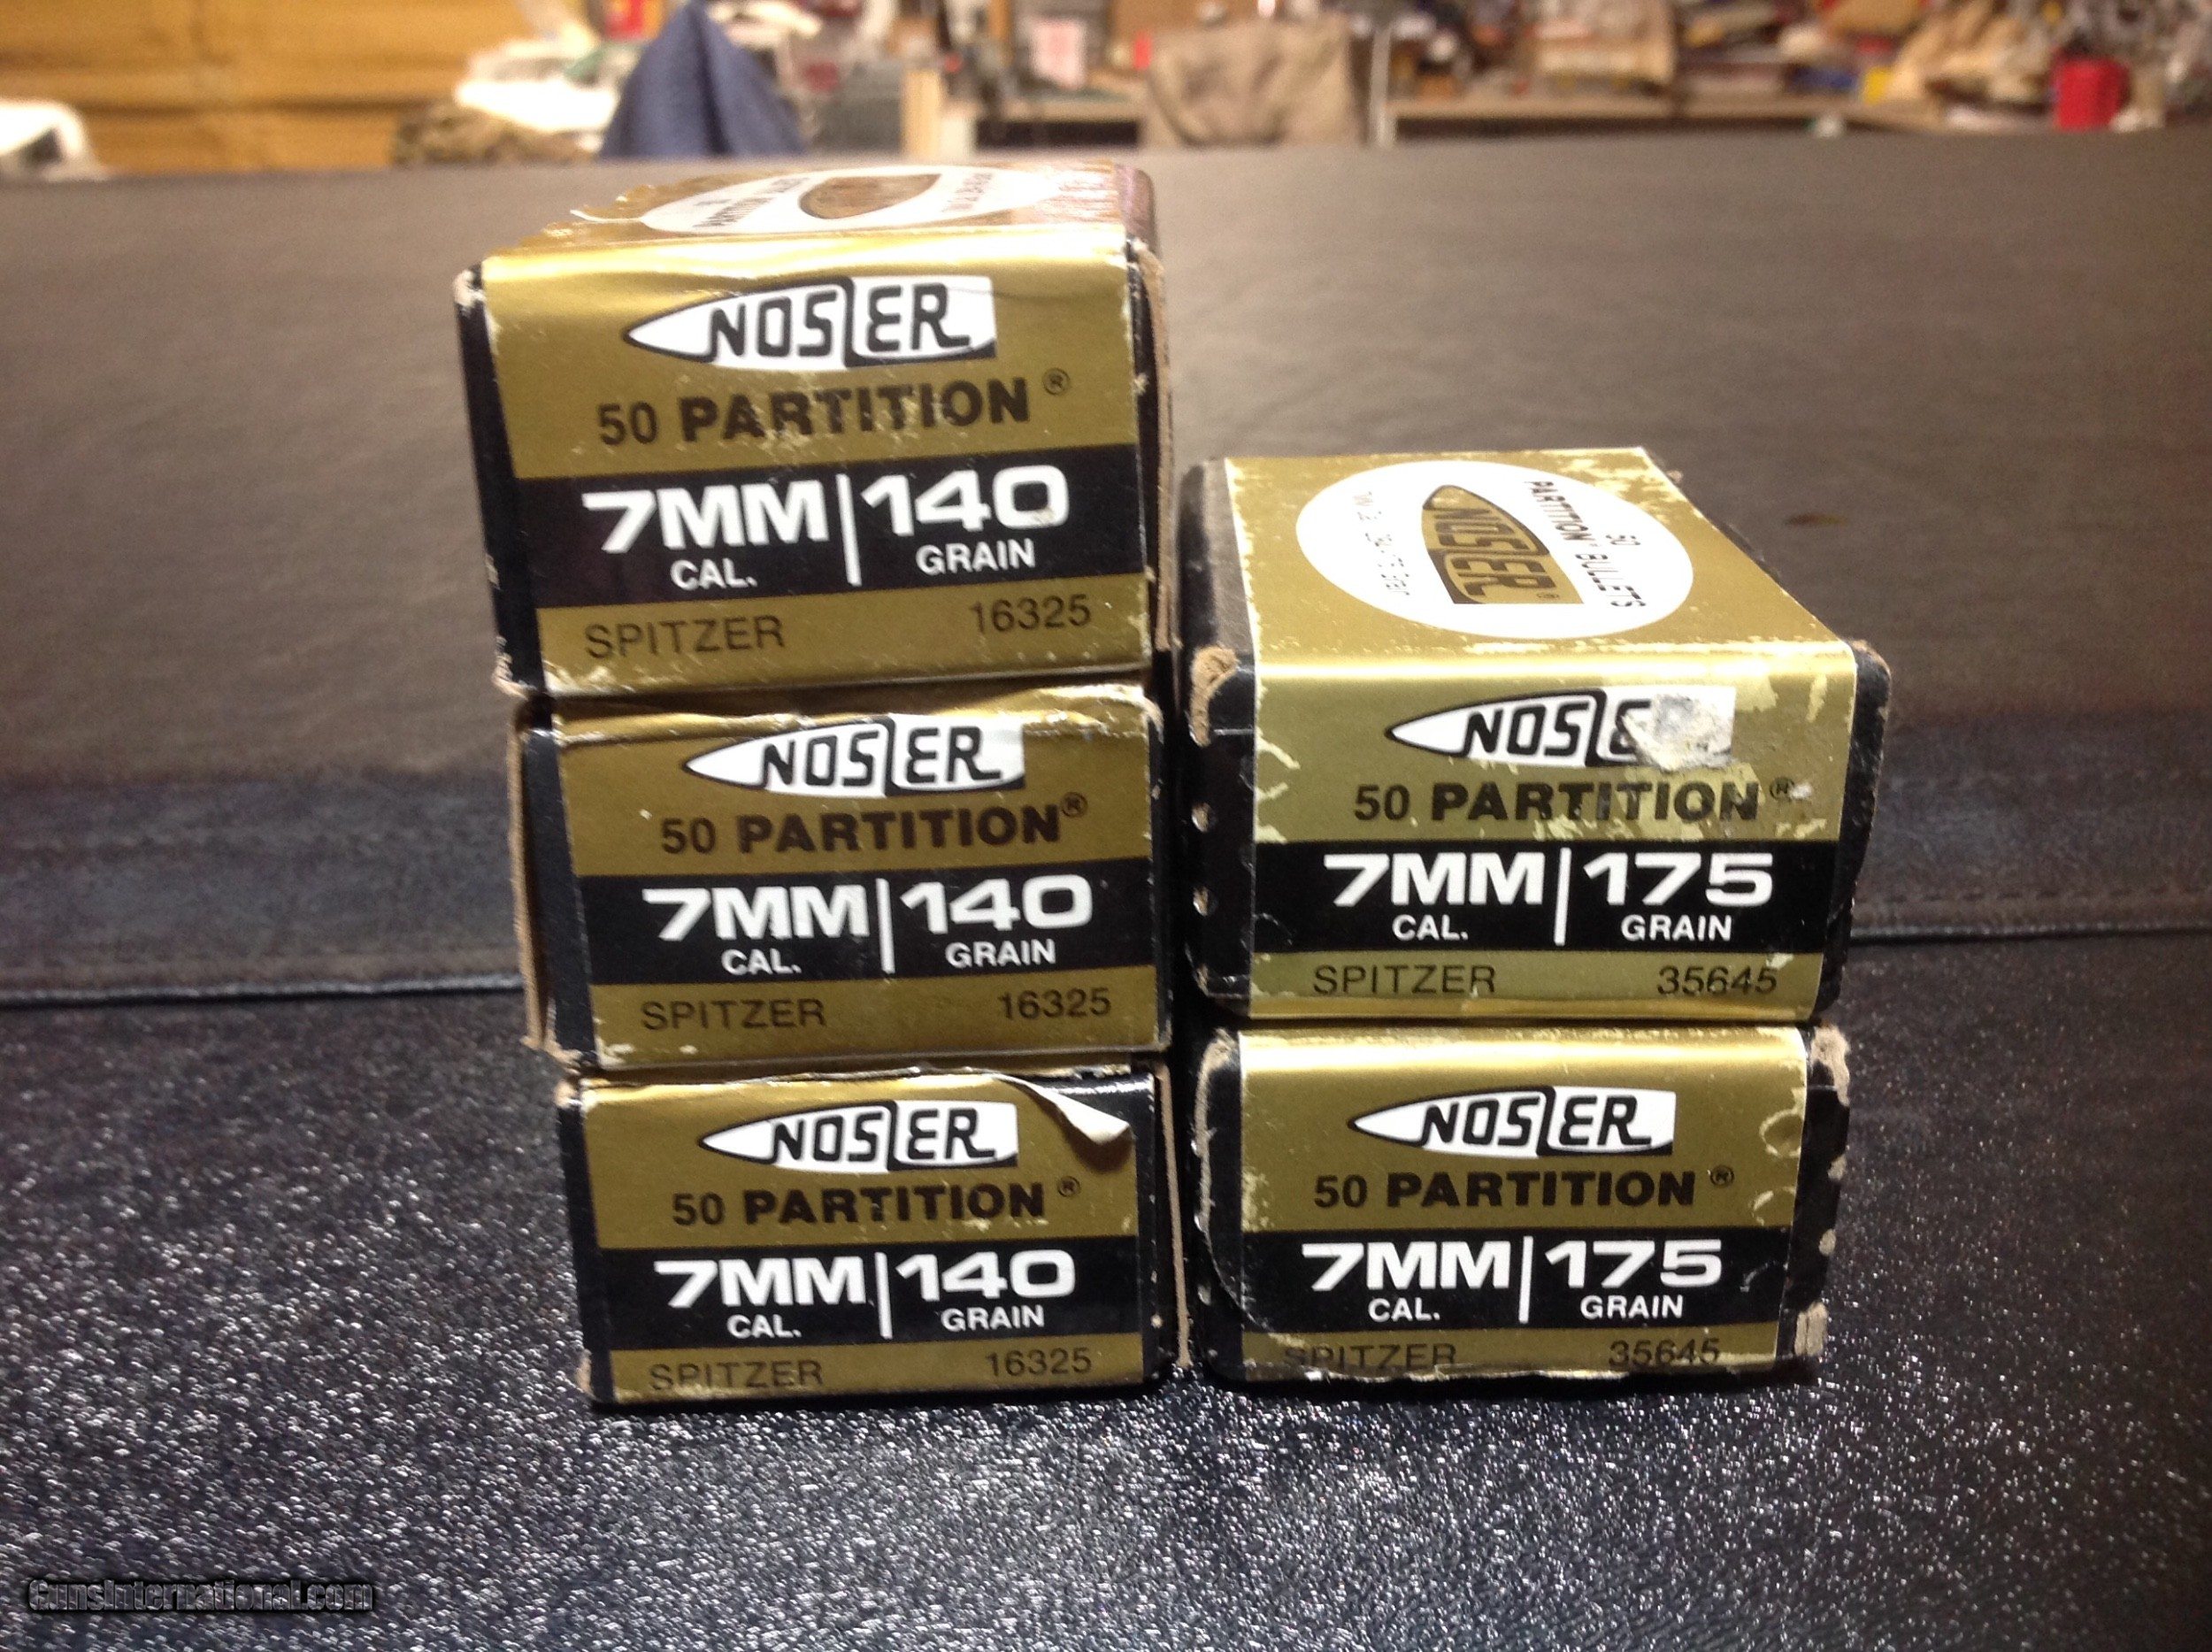 NOSLER
50 PARTITION®
7MM 140
CAL. GRAIN
SPITZER 16325
NOSLER
50 PARTITION®
7MM 140
CAL. GRAIN
SPITZER 16325
NOSLER
50 PARTITION®
7MM 140
CAL. GRAIN
SPITZER 16325
50
PARTITION® BULLETS
NOSLER®
NOSLE
50 PARTITION®
7MM 175
CAL. GRAIN
SPITZER 35645
NOSLER
50 PARTITION®
7MM 175
CAL. GRAIN
SPITZER 35645
GunsInternational.com